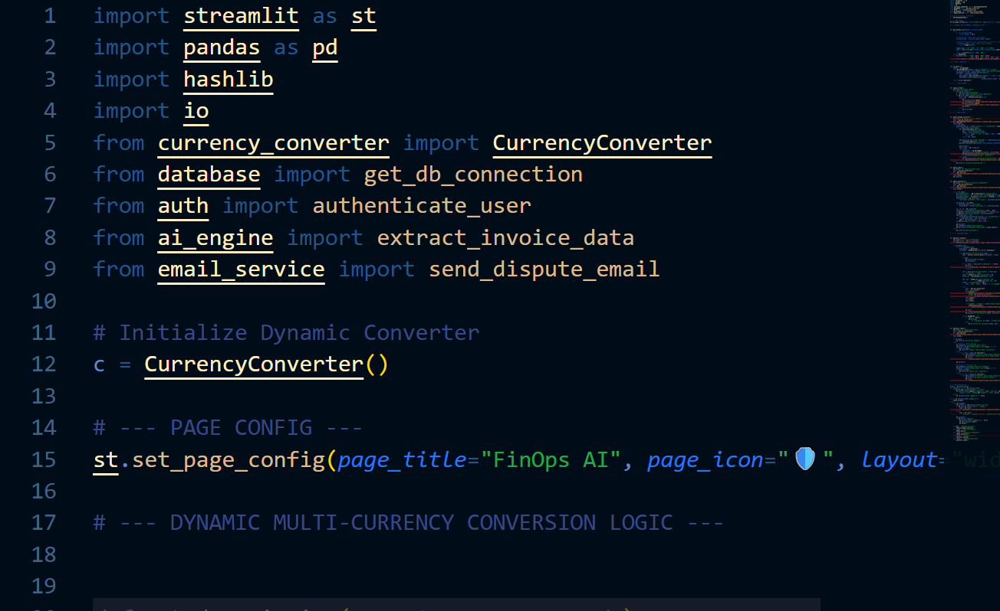 1 import streamlit as st
2 import pandas as pd
3 import hashlib
4 import io
5 from currency_converter import CurrencyConverter
6 from database import get_db_connection
7 from auth import authenticate_user
8 from ai_engine import extract_invoice_data
9 from email_service import send_dispute_email
10
11 # Initialize Dynamic Converter
12 c = CurrencyConverter()
13
14 # --- PAGE CONFIG ---
15 st.set_page_config(page_title="FinOps AI", page_icon="🛡️", layout="wid
16
17 # --- DYNAMIC MULTI-CURRENCY CONVERSION LOGIC ---
18
19